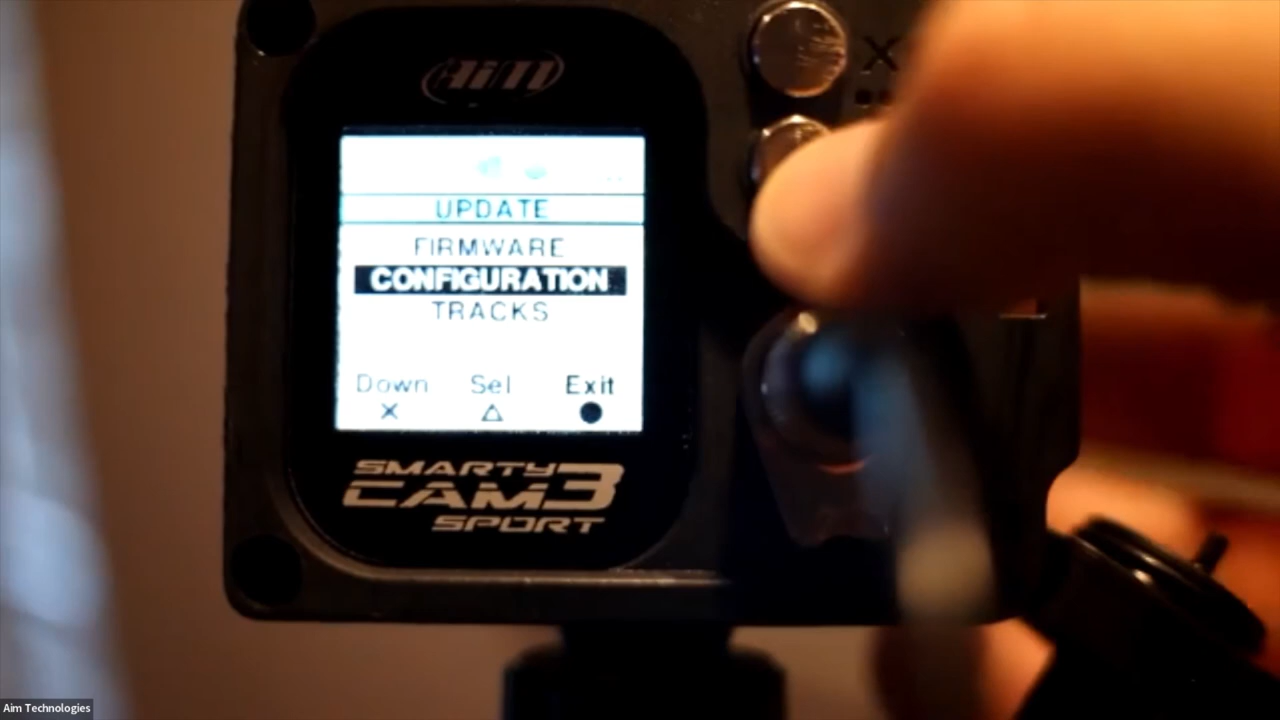 AiM
UPDATE
FIRMWARE
CONFIGURATION
TRACKS
Down Sel Exit
SMARTY
CAM3
SPORT
X
Aim Technologies